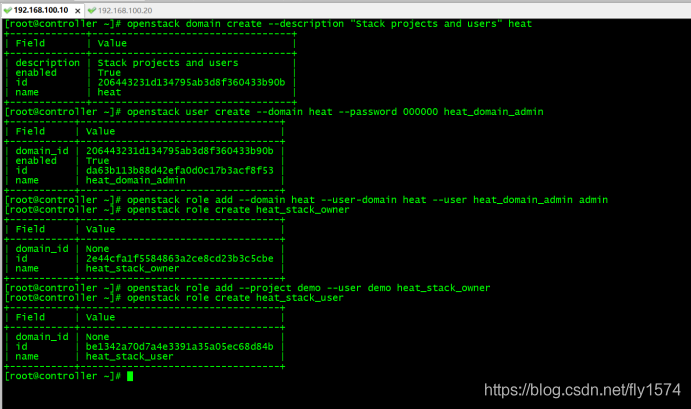 192.168.100.10 × 192.168.100.20
[root@controller ~]# openstack domain create --description "Stack projects and users" heat
+-------------+----------------------------------+
| Field | Value |
+-------------+----------------------------------+
| description | Stack projects and users |
| enabled | True |
| id | 206443231d134795ab3d8f360433b90b |
| name | heat |
+-------------+----------------------------------+
[root@controller ~]# openstack user create --domain heat --password 000000 heat_domain_admin
+-----------+----------------------------------+
| Field | Value |
+-----------+----------------------------------+
| domain_id | 206443231d134795ab3d8f360433b90b |
| enabled | True |
| id | da63b113b88d42efa0d0c17b3acf8f53 |
| name | heat_domain_admin |
+-----------+----------------------------------+
[root@controller ~]# openstack role add --domain heat --user-domain heat --user heat_domain_admin admin
[root@controller ~]# openstack role create heat_stack_owner
+-----------+----------------------------------+
| Field | Value |
+-----------+----------------------------------+
| domain_id | None |
| id | 2e44cfa1f5584863a2ce8cd23b3c5cbe |
| name | heat_stack_owner |
+-----------+----------------------------------+
[root@controller ~]# openstack role add --project demo --user demo heat_stack_owner
[root@controller ~]# openstack role create heat_stack_user
+-----------+----------------------------------+
| Field | Value |
+-----------+----------------------------------+
| domain_id | None |
| id | be1342a70d7a4e3391a35a05ec68d84b |
| name | heat_stack_user |
+-----------+----------------------------------+
[root@controller ~]#
https://blog.csdn.net/fly1574